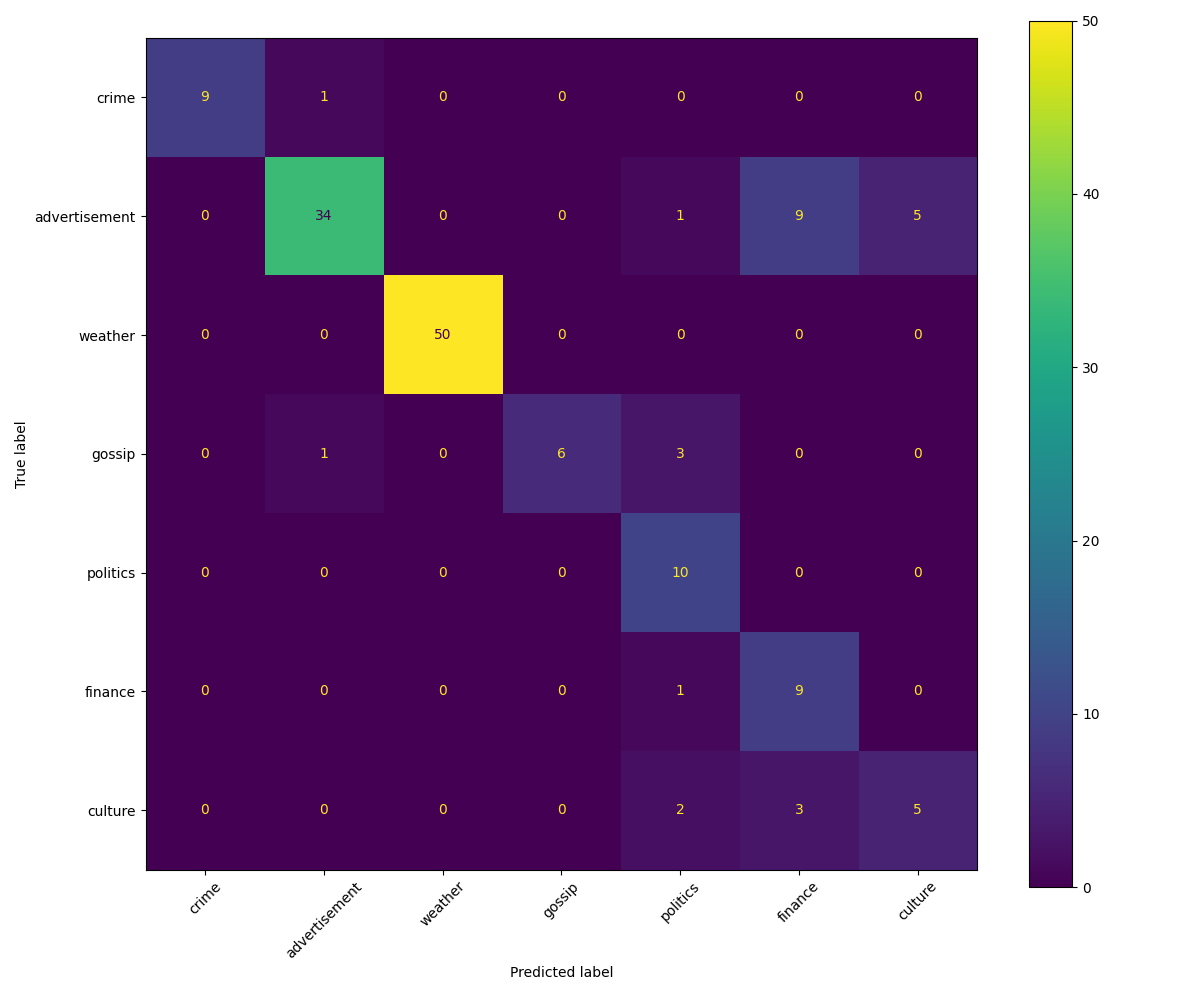 50
crime 9 1 0 0 0 0 0
advertisement 0 34 0 0 1 9 5
40
weather 0 0 50 0 0 0 0
30
True label
gossip 0 1 0 6 3 0 0
20
politics 0 0 0 0 10 0 0
finance 0 0 0 0 1 9 0
10
culture 0 0 0 0 2 3 5
0
crime advertisement weather gossip politics finance culture
Predicted label